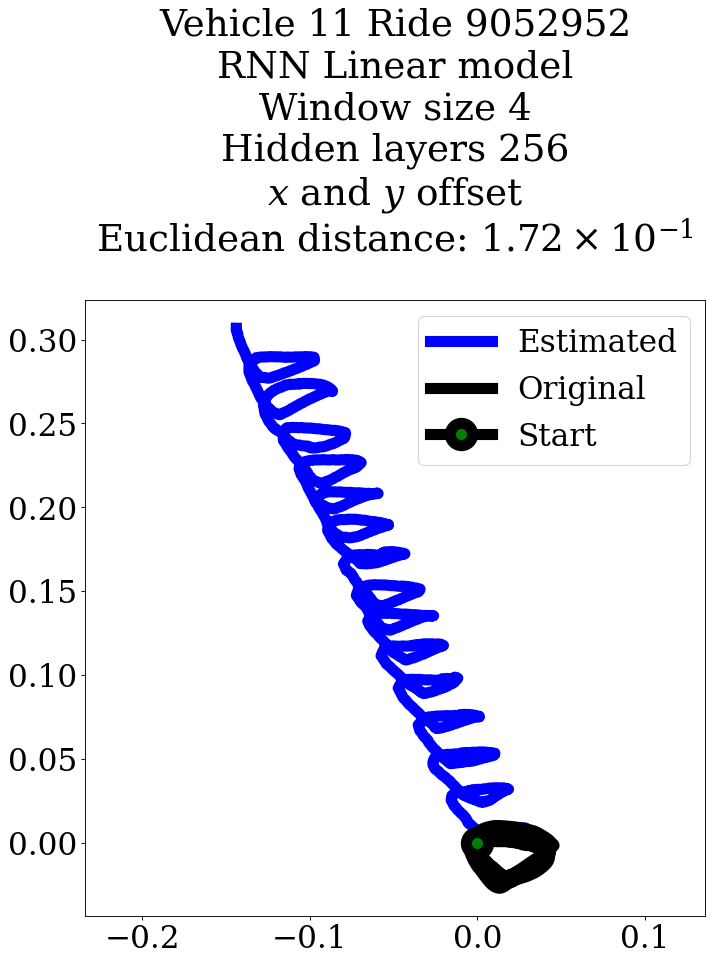 Vehicle 11 Ride 9052952
RNN Linear model
Window size 4
Hidden layers 256
x and y offset
Euclidean distance: 1.72 × 10⁻¹
Estimated
Original
Start
0.30
0.25
0.20
0.15
0.10
0.05
0.00
−0.2 −0.1 0.0 0.1